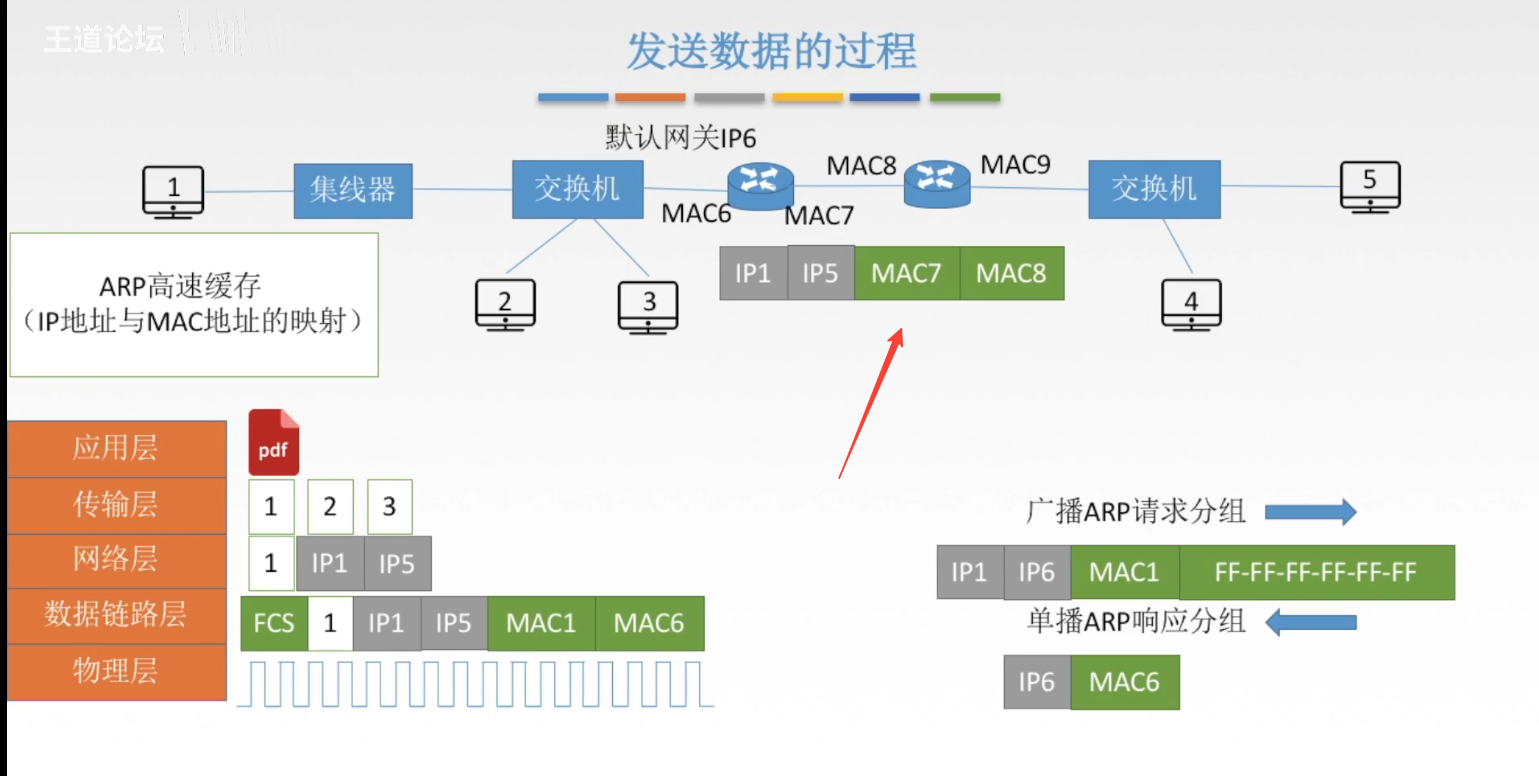 王道论坛
发送数据的过程
默认网关IP6
1
集线器
交换机
MAC6
MAC7
MAC8
MAC9
交换机
5
2
3
4
IP1 IP5 MAC7 MAC8
ARP高速缓存
（IP地址与MAC地址的映射）
应用层 pdf
传输层 1 2 3
网络层 1 IP1 IP5
数据链路层 FCS 1 IP1 IP5 MAC1 MAC6
物理层
广播ARP请求分组
IP1 IP6 MAC1 FF-FF-FF-FF-FF-FF
单播ARP响应分组
IP6 MAC6